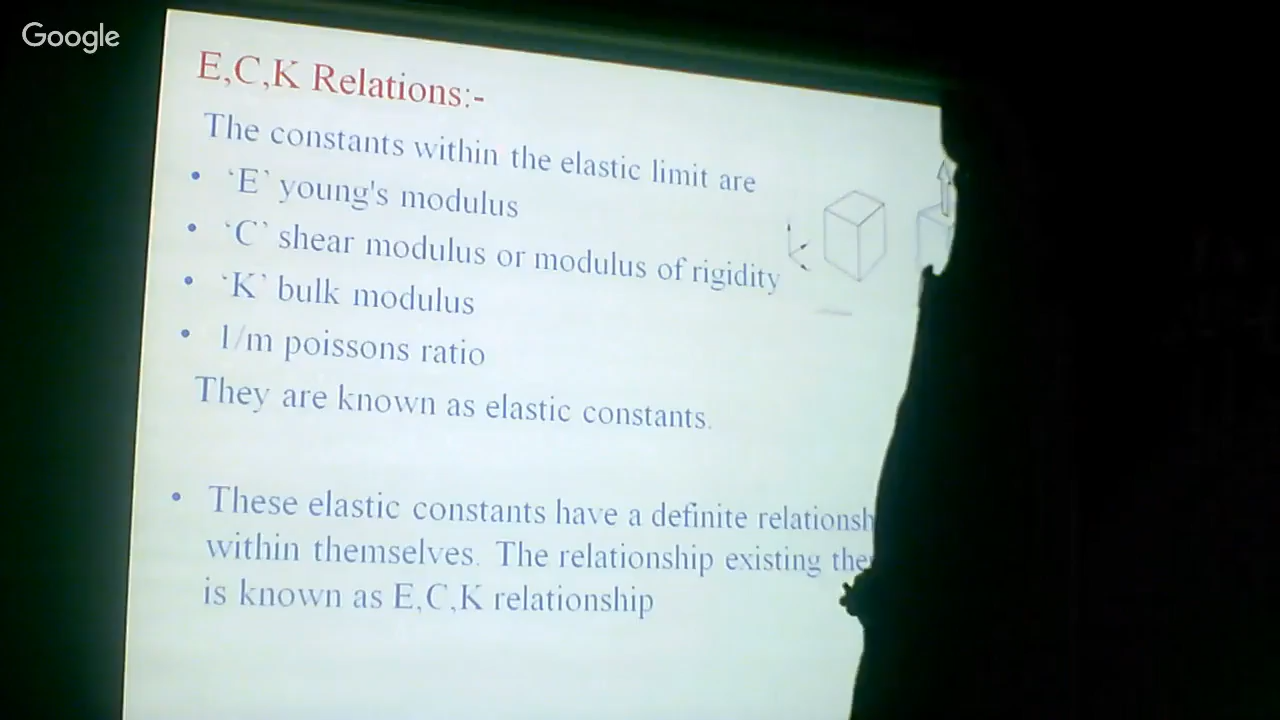 Google
E,C,K Relations:-
The constants within the elastic limit are
• ‘E` young's modulus
• ‘C` shear modulus or modulus of rigidity
• ‘K` bulk modulus
• 1/m poissons ratio
They are known as elastic constants.
• These elastic constants have a definite relationsh
within themselves. The relationship existing
is known as E,C,K relationship